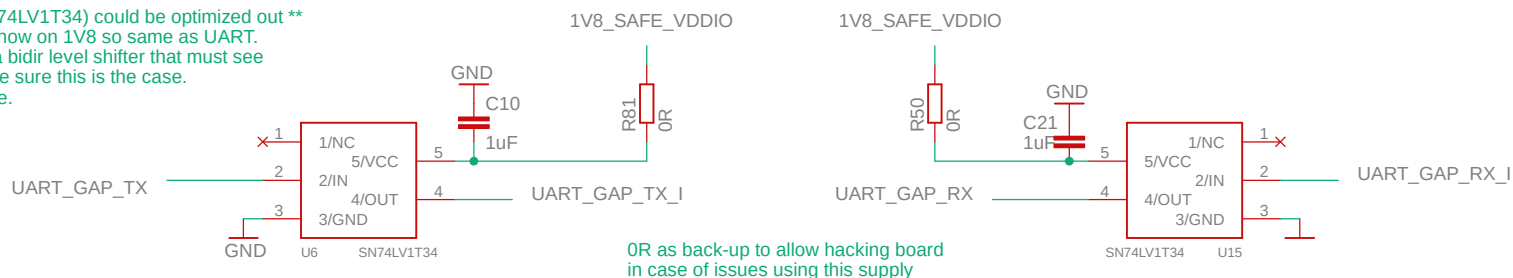 74LV1T34) could be optimized out **
now on 1V8 so same as UART.
a bidir level shifter that must see
e sure this is the case.
e.
1V8_SAFE_VDDIO
1V8_SAFE_VDDIO
GND
C10
1uF
R81
0R
1
1/NC
5/VCC
5
UART_GAP_TX
2
2/IN
4/OUT
4
UART_GAP_TX_I
3
3/GND
GND
U6
SN74LV1T34
R50
0R
GND
C21
1uF
5
5/VCC
1/NC
1
UART_GAP_RX
4
4/OUT
2/IN
2
UART_GAP_RX_I
3/GND
3
SN74LV1T34
U15
0R as back-up to allow hacking board
in case of issues using this supply